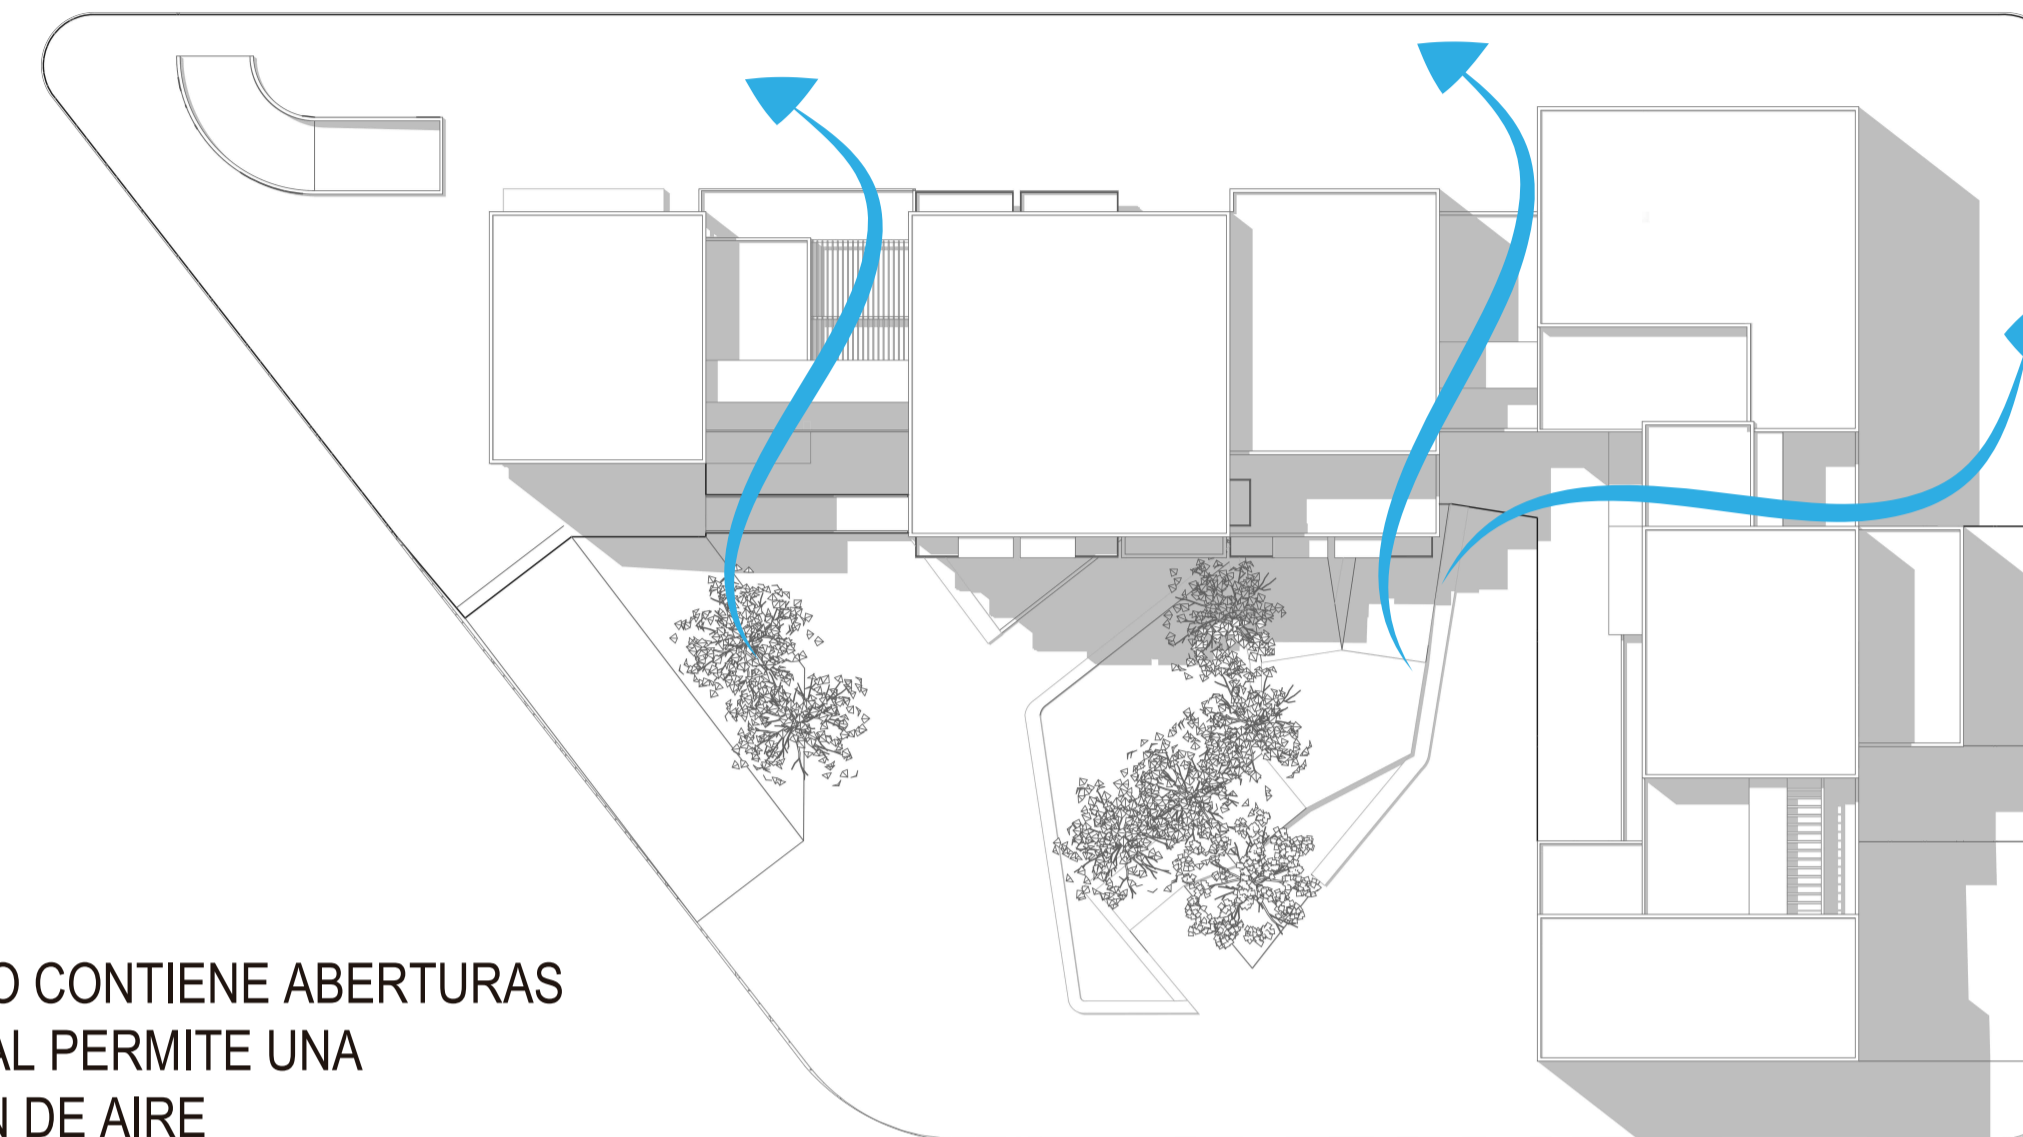 O CONTIENE ABERTURAS
AL PERMITE UNA
N DE AIRE